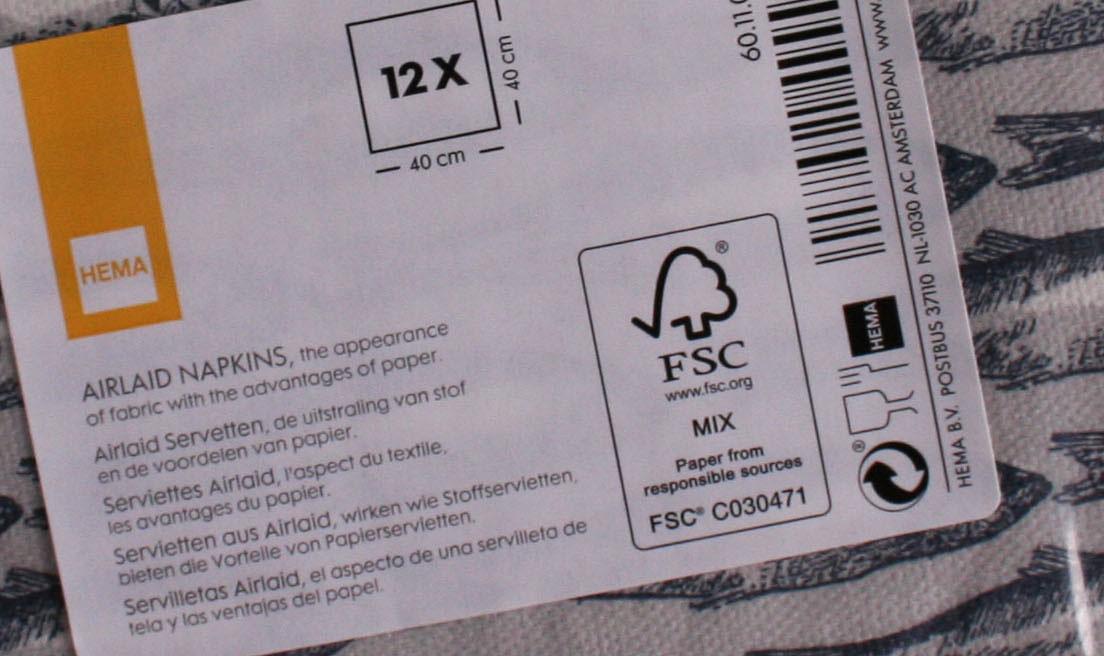 12 X
40 cm
40 cm
HEMA
AIRLAID NAPKINS, the appearance
of fabric with the advantages of paper.
Airlaid Servetten, de uitstraling van stof
en de voordelen van papier.
Serviettes Airlaid, l'aspect du textile,
les avantages du papier.
Servietten aus Airlaid, wirken wie Stoffservietten,
bieten die Vorteile von Papierservietten.
Servilletas Airlaid, el aspecto de una servilleta de
tela y las ventajas del papel.
®
FSC
www.fsc.org
MIX
Paper from
responsible sources
FSC® C030471
60.11.
HEMA
®
HEMA B.V. POSTBUS 37110 NL-1030 AC AMSTERDAM www.